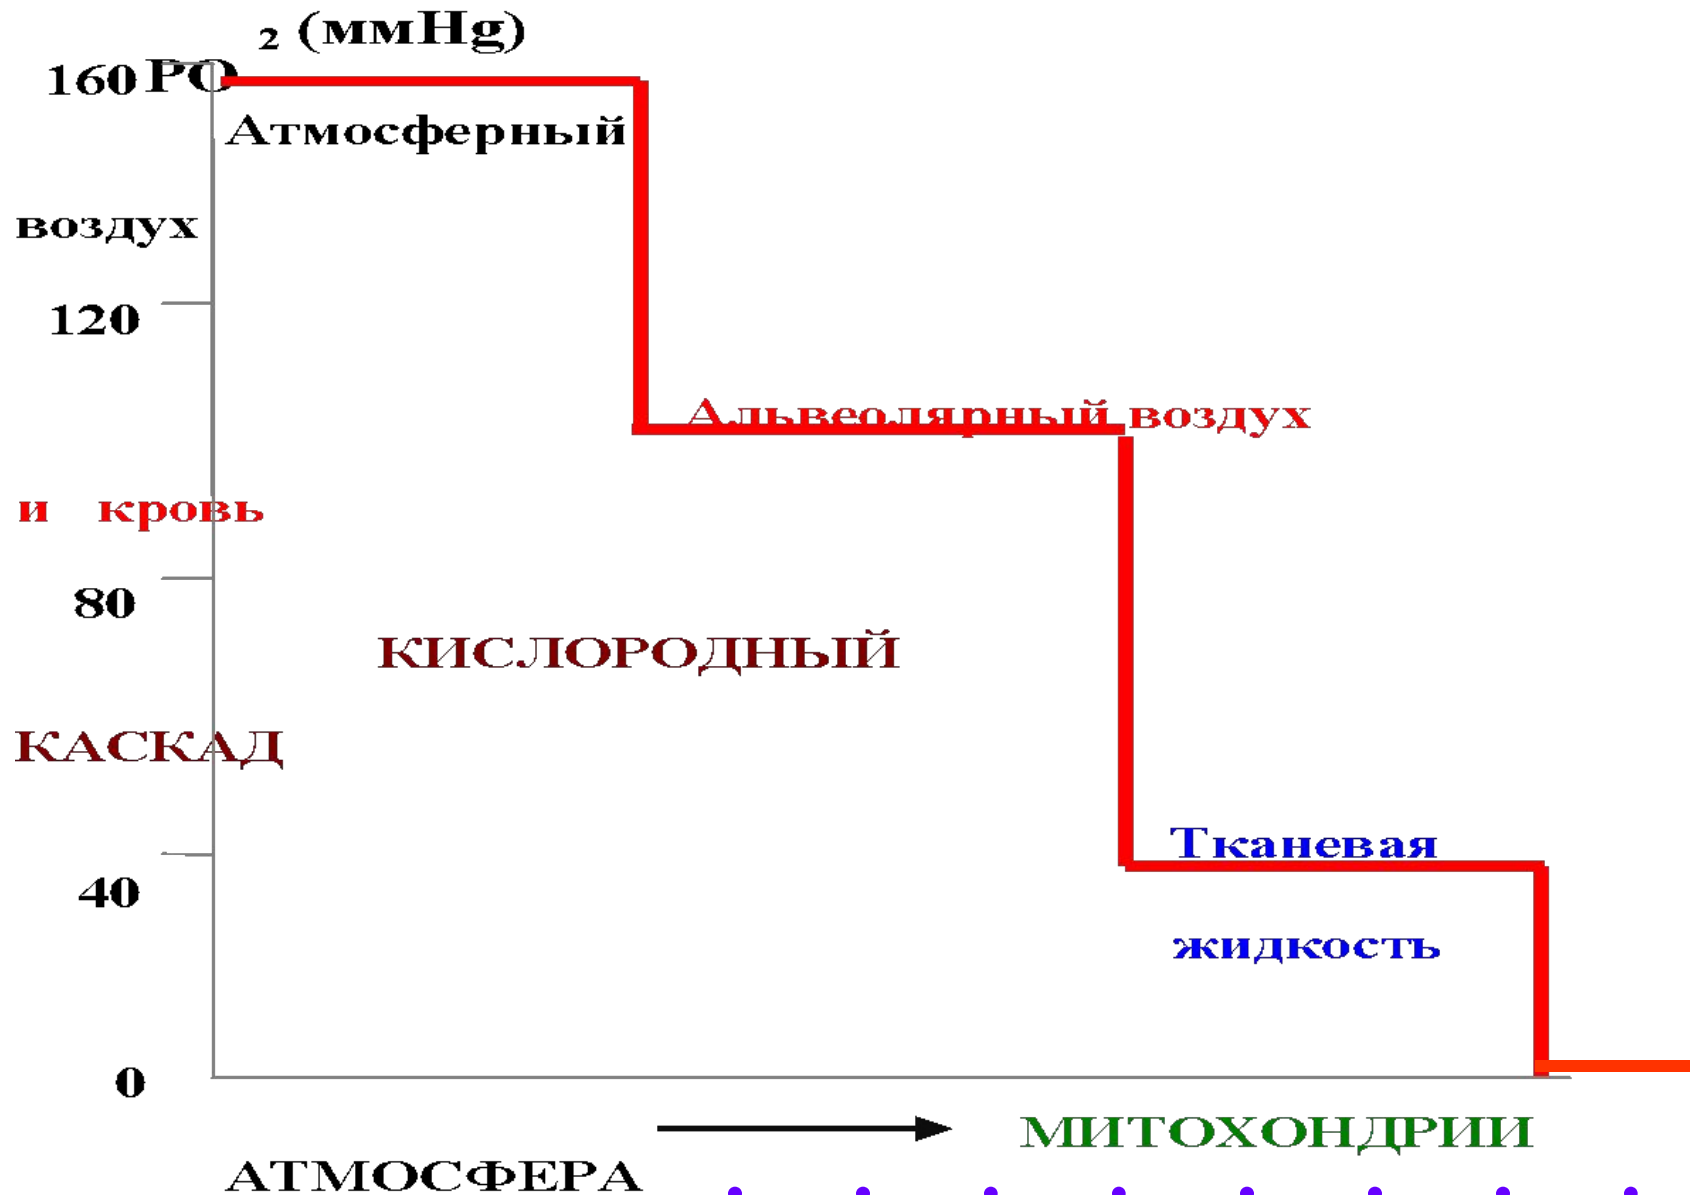 ₂ (ммHg)
160 PO
Атмосферный
воздух
120
Альвеолярный воздух
и кровь
80
КИСЛОРОДНЫЙ
КАСКАД
Тканевая
40
жидкость
0
МИТОХОНДРИИ
АТМОСФЕРА